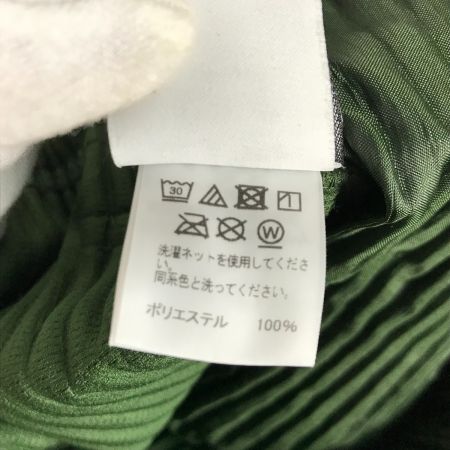 30
W
洗濯ネットを使用してくださ
い。
同系色と洗ってください。
ポリエステル 100%